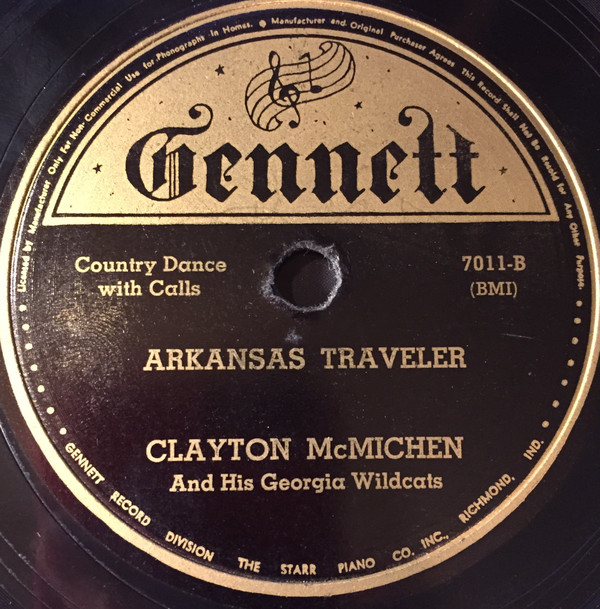 Licensed by Manufacturer Only For Non-Commercial Use for Phonographs in Homes. Manufacturer and Original Purchaser Agree This Record Shall Not Be Resold for Any Other Purpose.
Gennett
Country Dance
with Calls
7011-B
(BMI)
ARKANSAS TRAVELER
CLAYTON McMICHEN
And His Georgia Wildcats
GENNETT RECORD DIVISION THE STARR PIANO CO. INC., RICHMOND, IND.